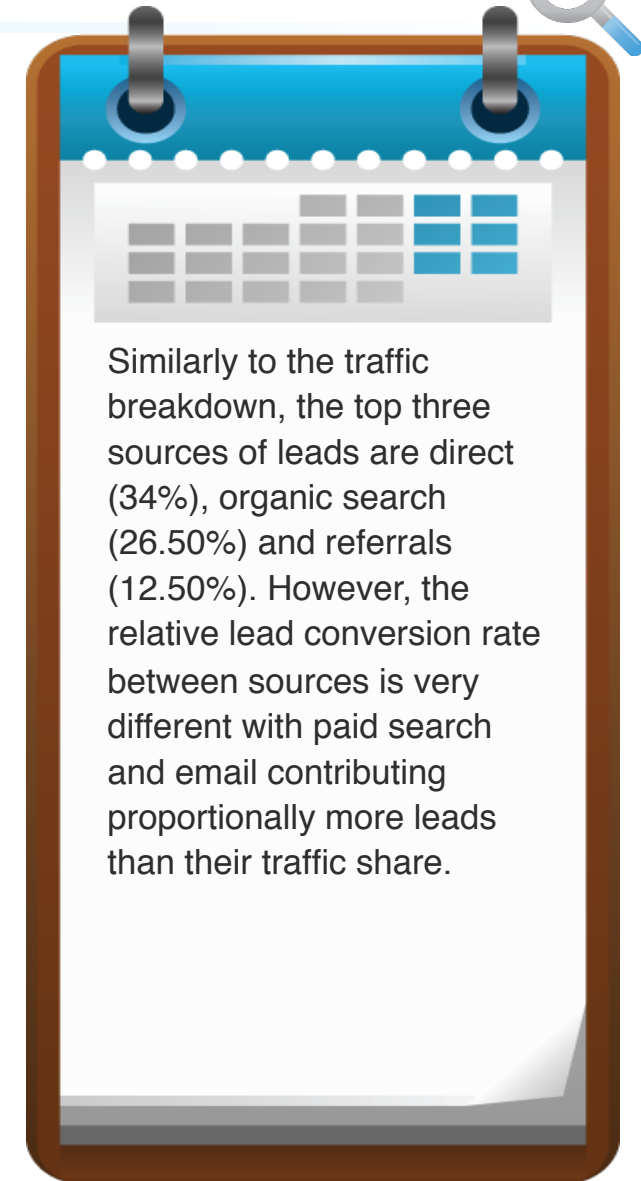 Similarly to the traffic
breakdown, the top three
sources of leads are direct
(34%), organic search
(26.50%) and referrals
(12.50%). However, the
relative lead conversion rate
between sources is very
different with paid search
and email contributing
proportionally more leads
than their traffic share.